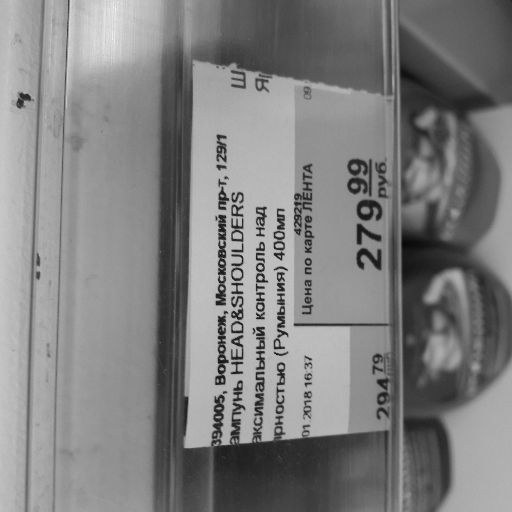 394005, Воронеж, Московский пр-т, 129/1
ампунь HEAD&SHOULDERS
аксимальный контроль над
ирностью (Румыния) 400мл
429219
Цена по карте ЛЕНТА
279 99
руб.
01.2018 16:37
294 79